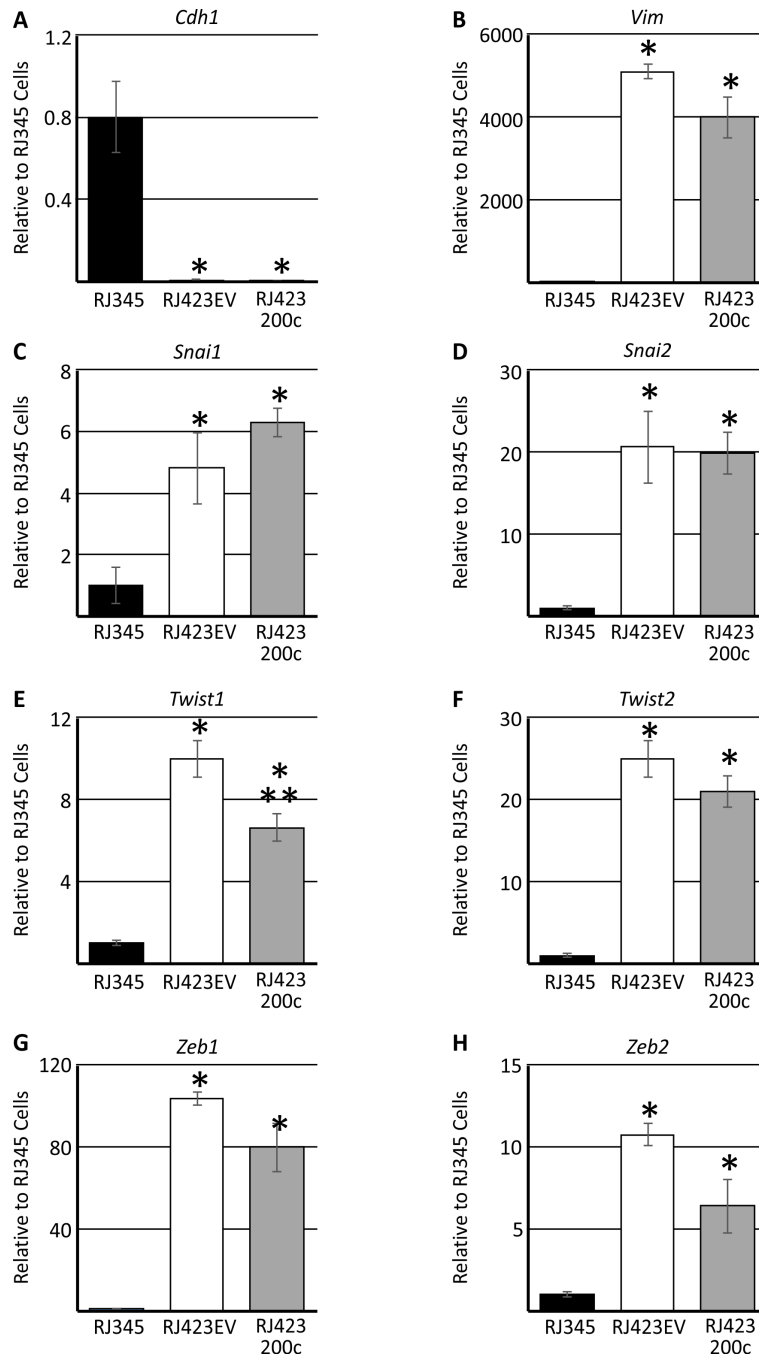 A
Cdh1
Relative to RJ345 Cells
1.2
0.8
0.4
*
*
RJ345
RJ423EV
RJ423
200c
B
Vim
Relative to RJ345 Cells
6000
4000
2000
*
*
RJ345
RJ423EV
RJ423
200c
C
Snai1
Relative to RJ345 Cells
8
6
4
2
*
*
RJ345
RJ423EV
RJ423
200c
D
Snai2
Relative to RJ345 Cells
30
20
10
*
*
RJ345
RJ423EV
RJ423
200c
E
Twist1
Relative to RJ345 Cells
12
8
4
*
*
**
RJ345
RJ423EV
RJ423
200c
F
Twist2
Relative to RJ345 Cells
30
20
10
*
*
RJ345
RJ423EV
RJ423
200c
G
Zeb1
Relative to RJ345 Cells
120
80
40
*
*
RJ345
RJ423EV
RJ423
200c
H
Zeb2
Relative to RJ345 Cells
15
10
5
*
*
RJ345
RJ423EV
RJ423
200c